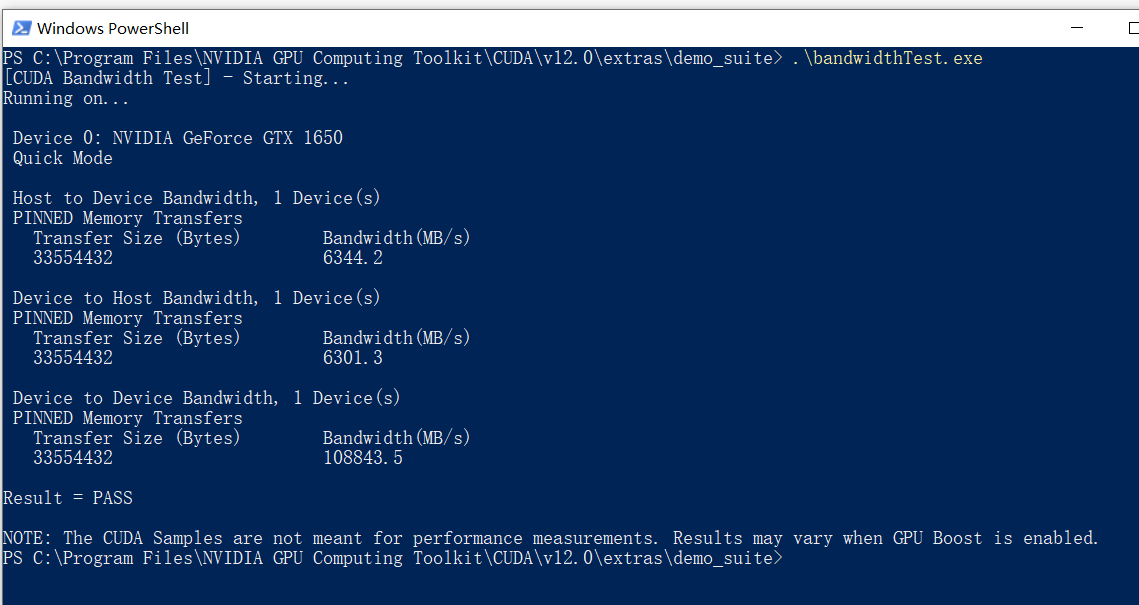 Windows PowerShell
PS C:\Program Files\NVIDIA GPU Computing Toolkit\CUDA\v12.0\extras\demo_suite> .\bandwidthTest.exe
[CUDA Bandwidth Test] - Starting...
Running on...
Device 0: NVIDIA GeForce GTX 1650
Quick Mode
Host to Device Bandwidth, 1 Device(s)
PINNED Memory Transfers
Transfer Size (Bytes) Bandwidth(MB/s)
33554432 6344.2
Device to Host Bandwidth, 1 Device(s)
PINNED Memory Transfers
Transfer Size (Bytes) Bandwidth(MB/s)
33554432 6301.3
Device to Device Bandwidth, 1 Device(s)
PINNED Memory Transfers
Transfer Size (Bytes) Bandwidth(MB/s)
33554432 108843.5
Result = PASS
NOTE: The CUDA Samples are not meant for performance measurements. Results may vary when GPU Boost is enabled.
PS C:\Program Files\NVIDIA GPU Computing Toolkit\CUDA\v12.0\extras\demo_suite>